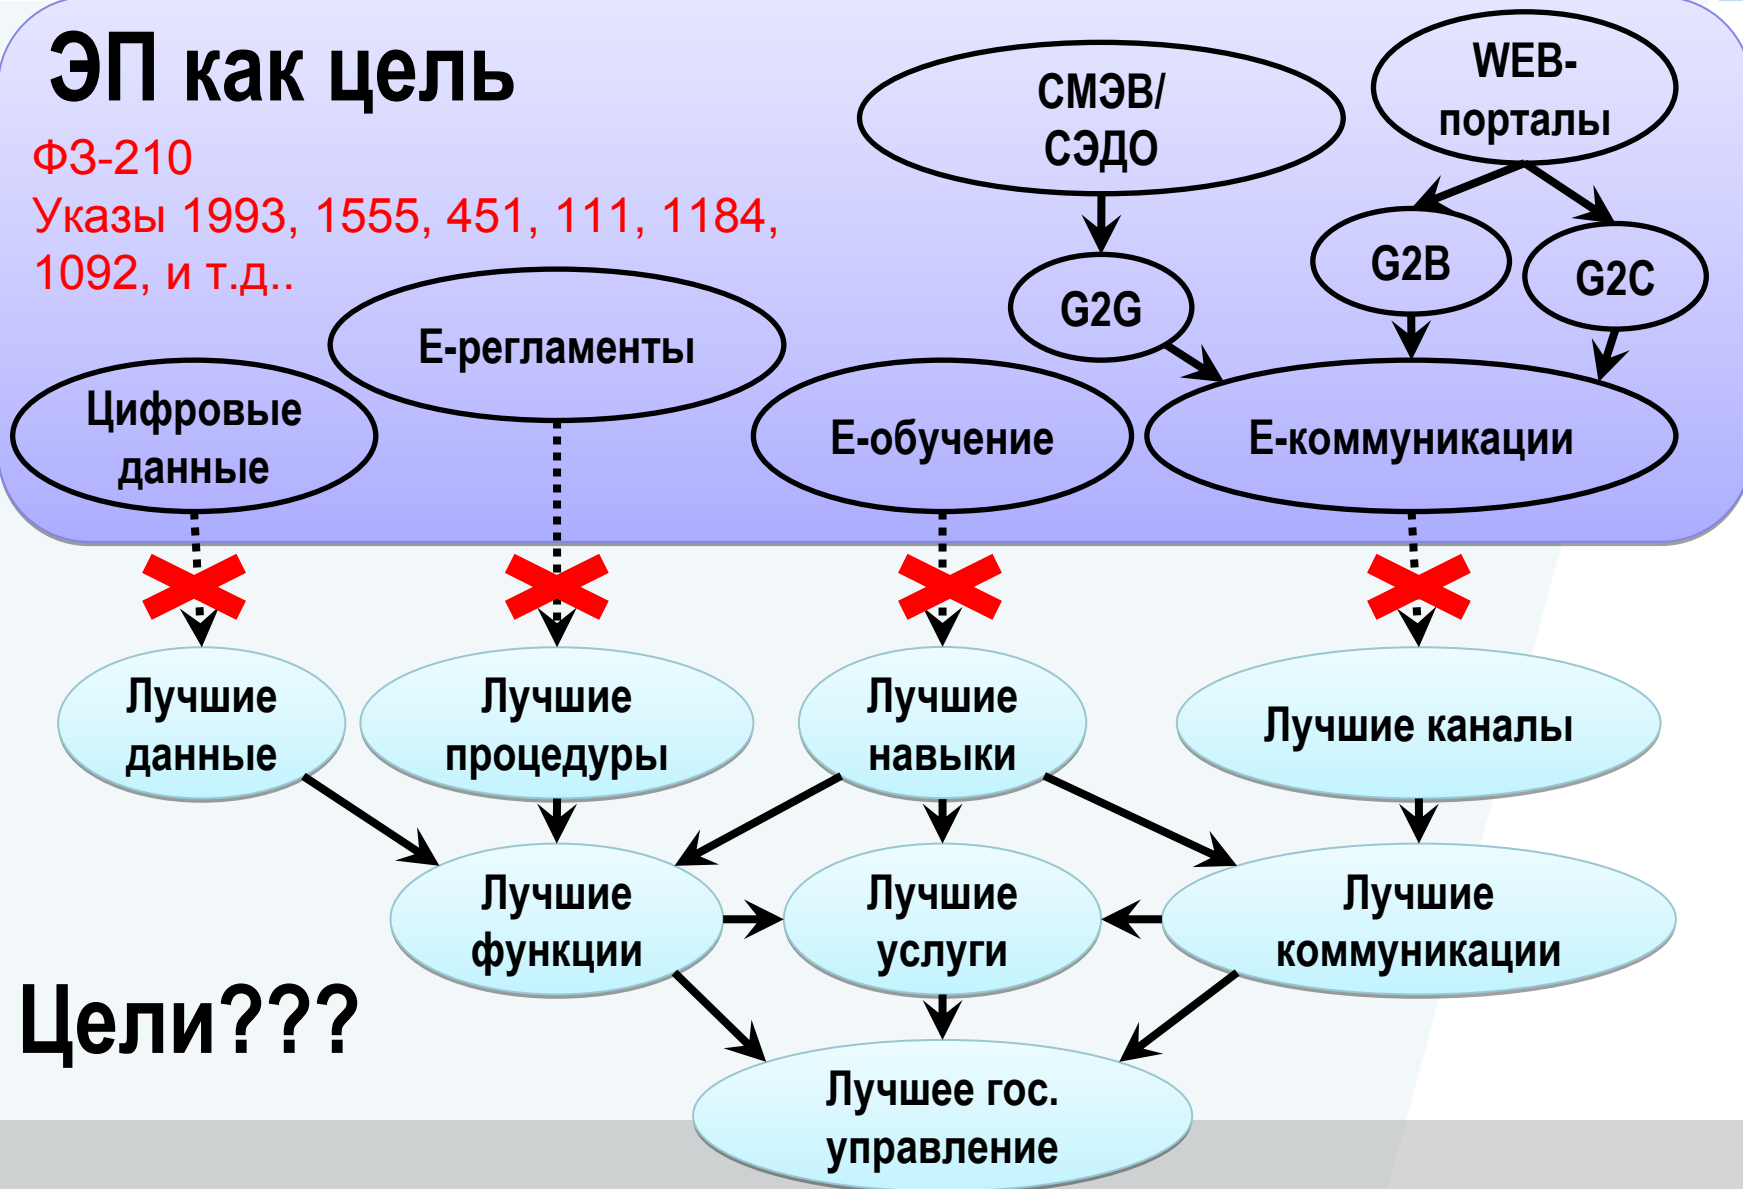 ЭП как цель
ФЗ-210
Указы 1993, 1555, 451, 111, 1184,
1092, и т.д..
СМЭВ/
СЭДО
WEB-
порталы
G2G
G2B
G2C
Цифровые
данные
Е-регламенты
Е-обучение
Е-коммуникации
Лучшие
данные
Лучшие
процедуры
Лучшие
навыки
Лучшие каналы
Лучшие
функции
Лучшие
услуги
Лучшие
коммуникации
Цели???
Лучшее гос.
управление